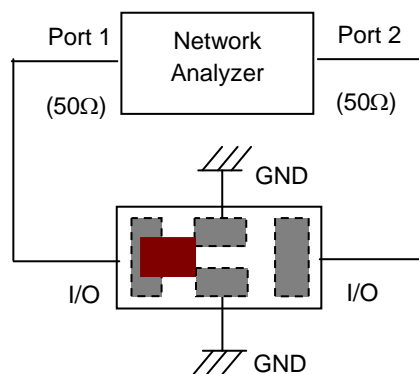 Port 1
Network
Analyzer
Port 2
(50Ω)
(50Ω)
GND
I/O
I/O
GND